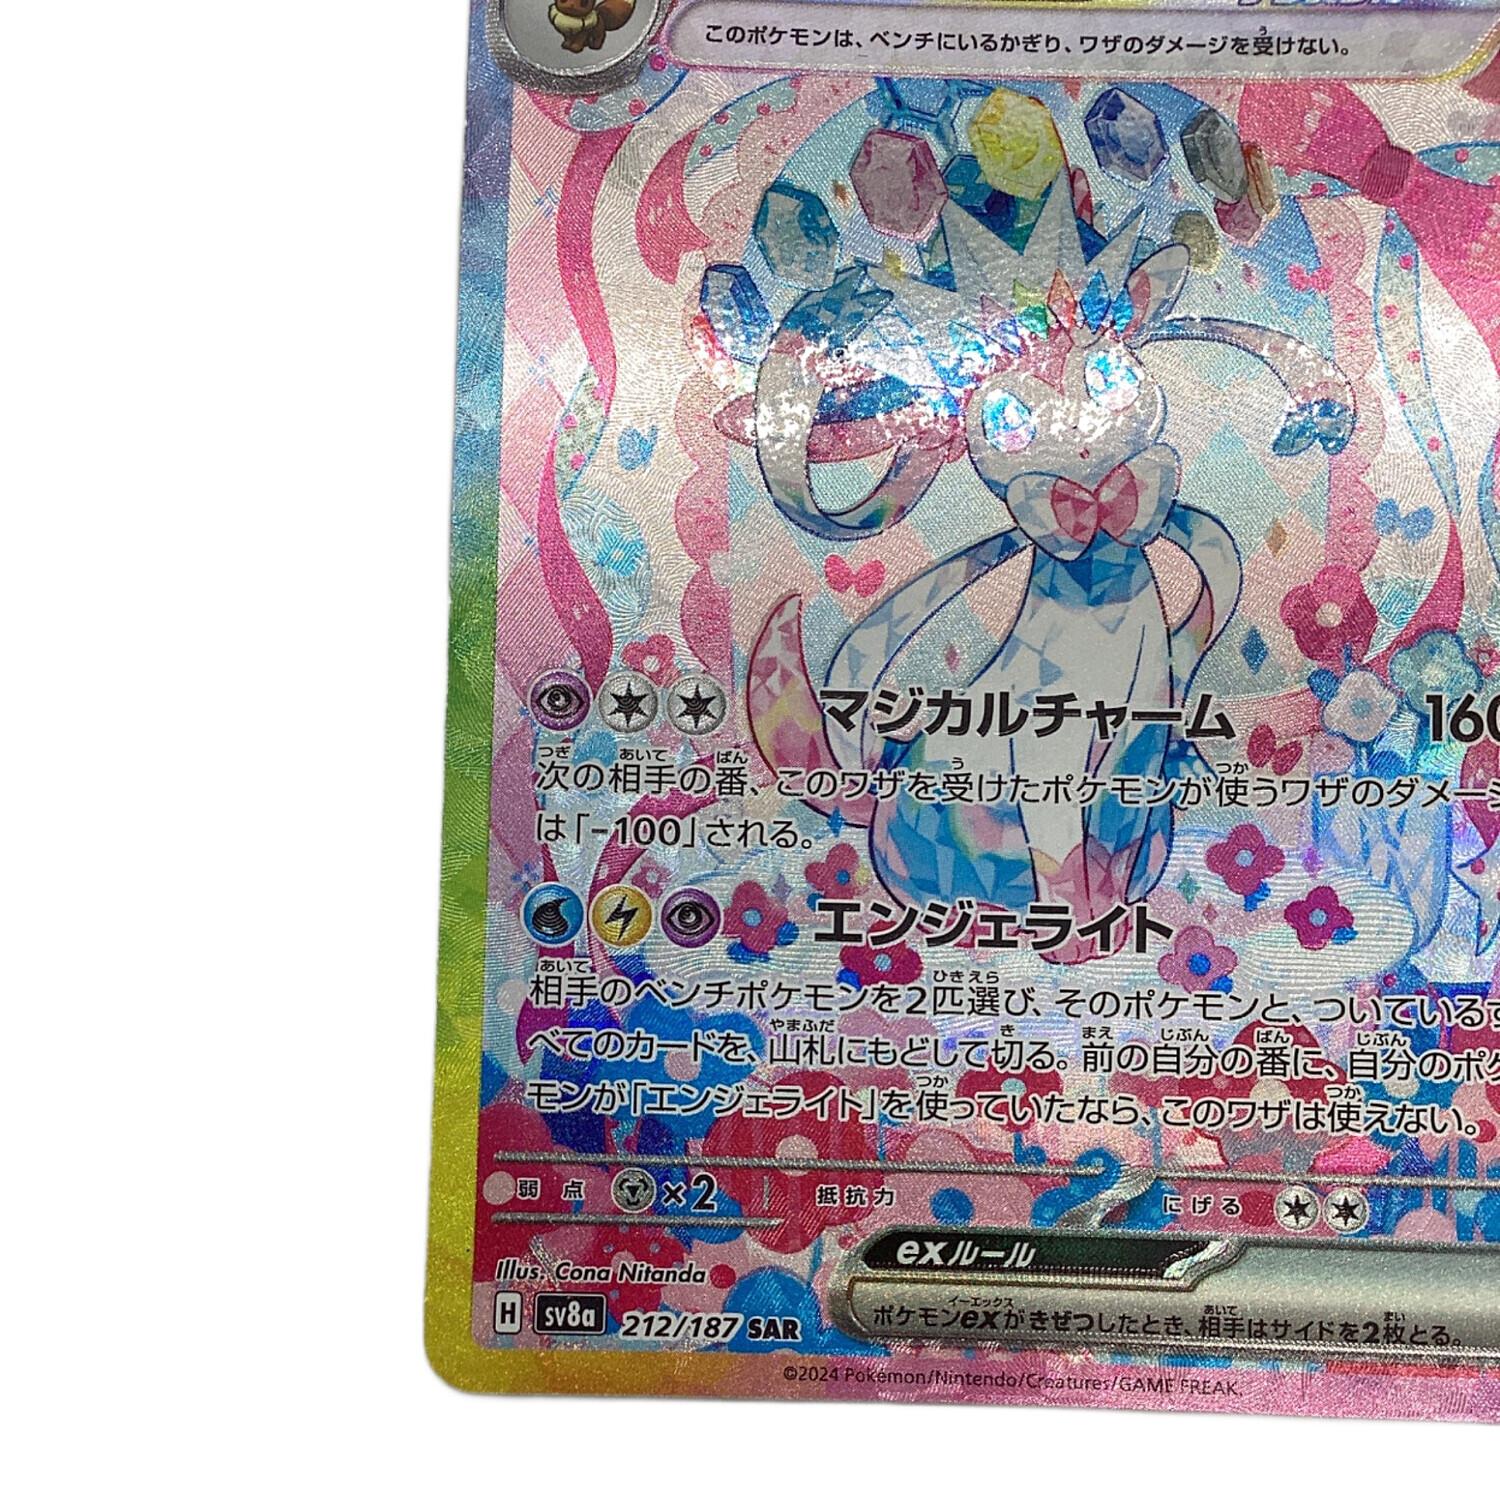 このポケモンは、ベンチにいるかぎり、ワザのダメージを受けない。
マジカルチャーム 160
次の相手の番、このワザを受けたポケモンが使うワザのダメージ
は「-100」される。
エンジェライト
相手のベンチポケモンを2匹選び、そのポケモンと、ついているす
べてのカードを、山札にもどして切る。前の自分の番に、自分のポケ
モンが「エンジェライト」を使っていたなら、このワザは使えない。
弱点 ×2 抵抗力 にげる
Illus. Cona Nitanda
exルール
H sv8a 212/187 SAR
ポケモンexがきぜつしたとき、相手はサイドを2枚とる。
©2024 Pokémon/Nintendo/Creatures/GAME FREAK.